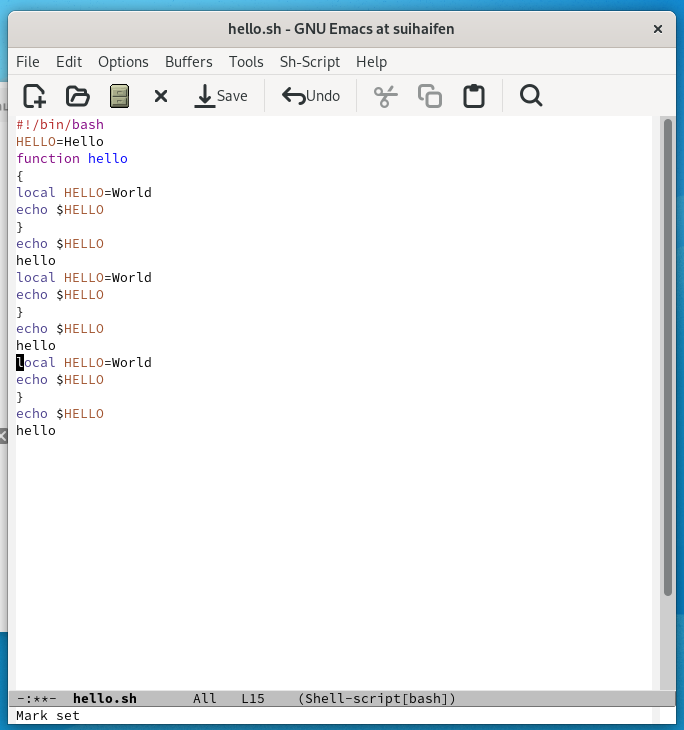 hello.sh - GNU Emacs at suihaifen
File Edit Options Buffers Tools Sh-Script Help
Save Undo
#!/bin/bash
HELLO=Hello
function hello
{
local HELLO=World
echo $HELLO
}
echo $HELLO
hello
local HELLO=World
echo $HELLO
}
echo $HELLO
hello
local HELLO=World
echo $HELLO
}
echo $HELLO
hello
-:**- hello.sh All L15 (Shell-script[bash])
Mark set